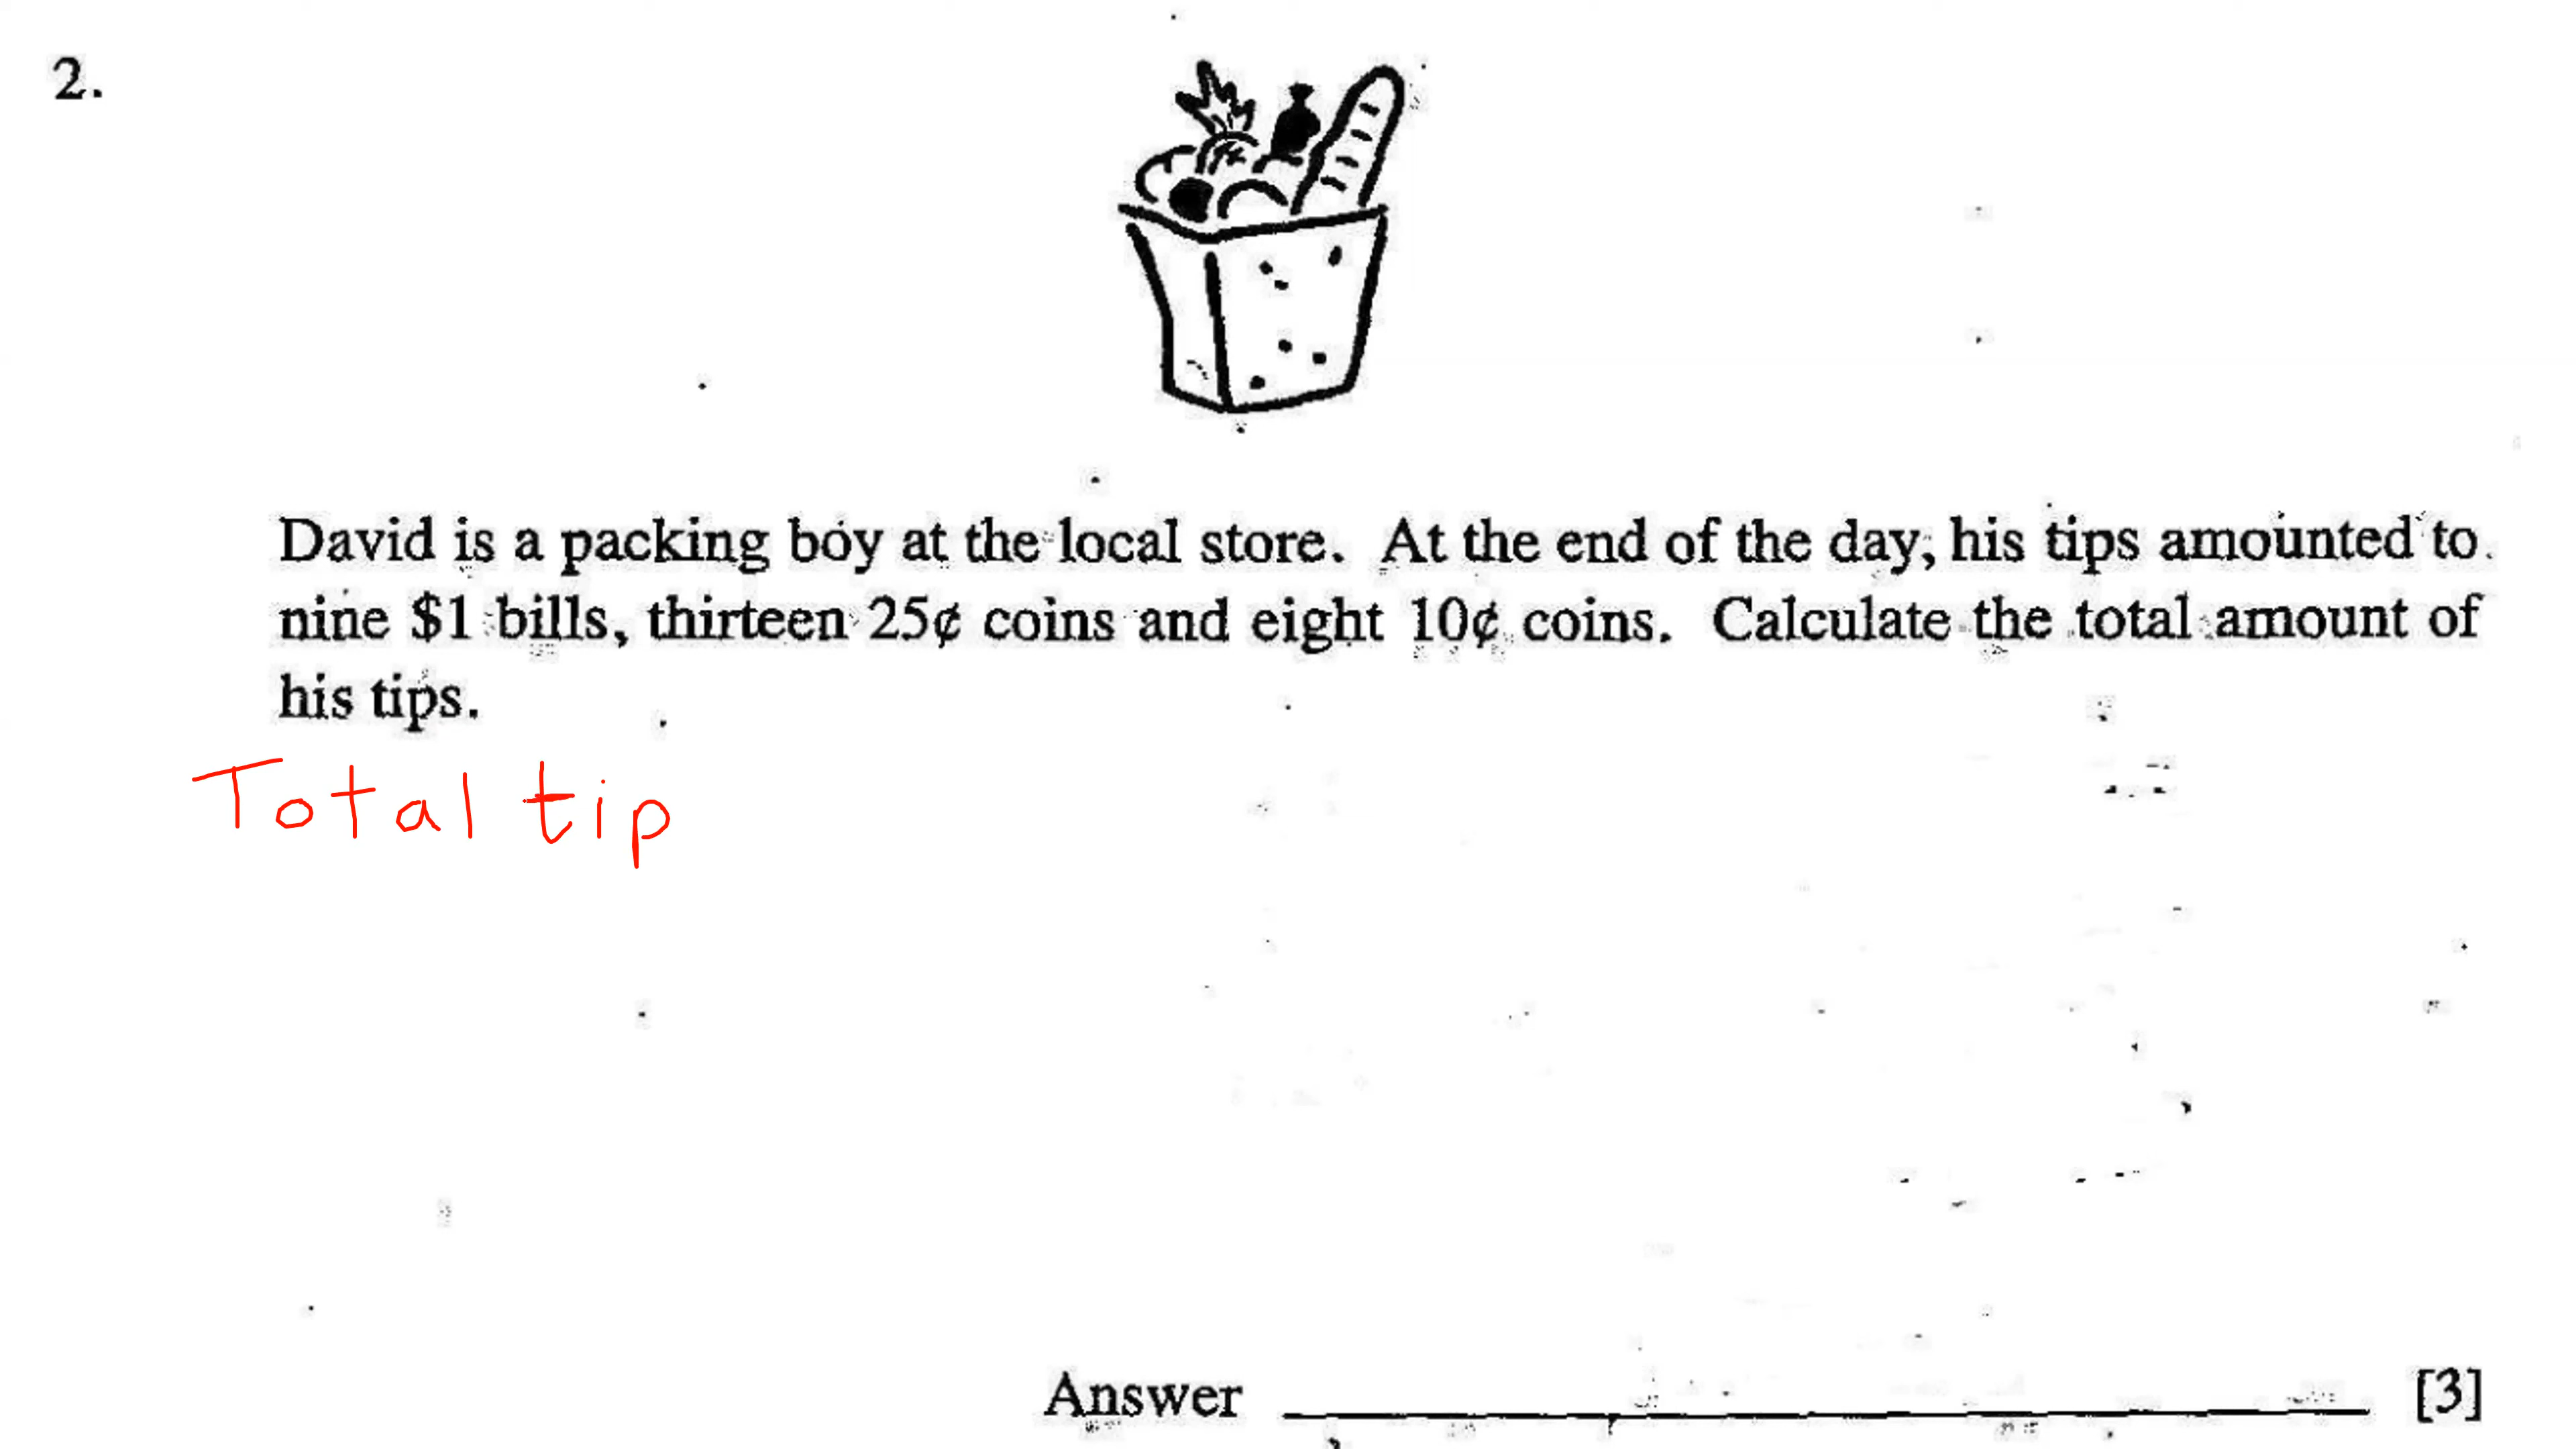 2.
David is a packing boy at the local store. At the end of the day, his tips amounted to
nine $1 bills, thirteen 25¢ coins and eight 10¢ coins. Calculate the total amount of
his tips.
Total tip
Answer [3]